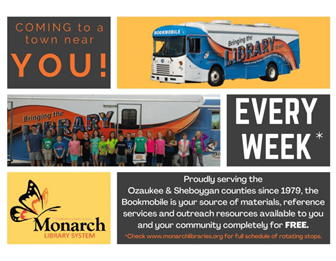 COMING to a
town near
YOU!
BOOKMOBILE
Bringing the
LIBRARY
Bringing the
LIBRARY
EVERY
WEEK*
Monarch
LIBRARY SYSTEM
Proudly serving the
Ozaukee & Sheboygan counties since 1979, the
Bookmobile is your source of materials, reference
services and outreach resources available to you
and your community completely for FREE.
*Check www.monarchlibraries.org for full schedule of rotating stops.